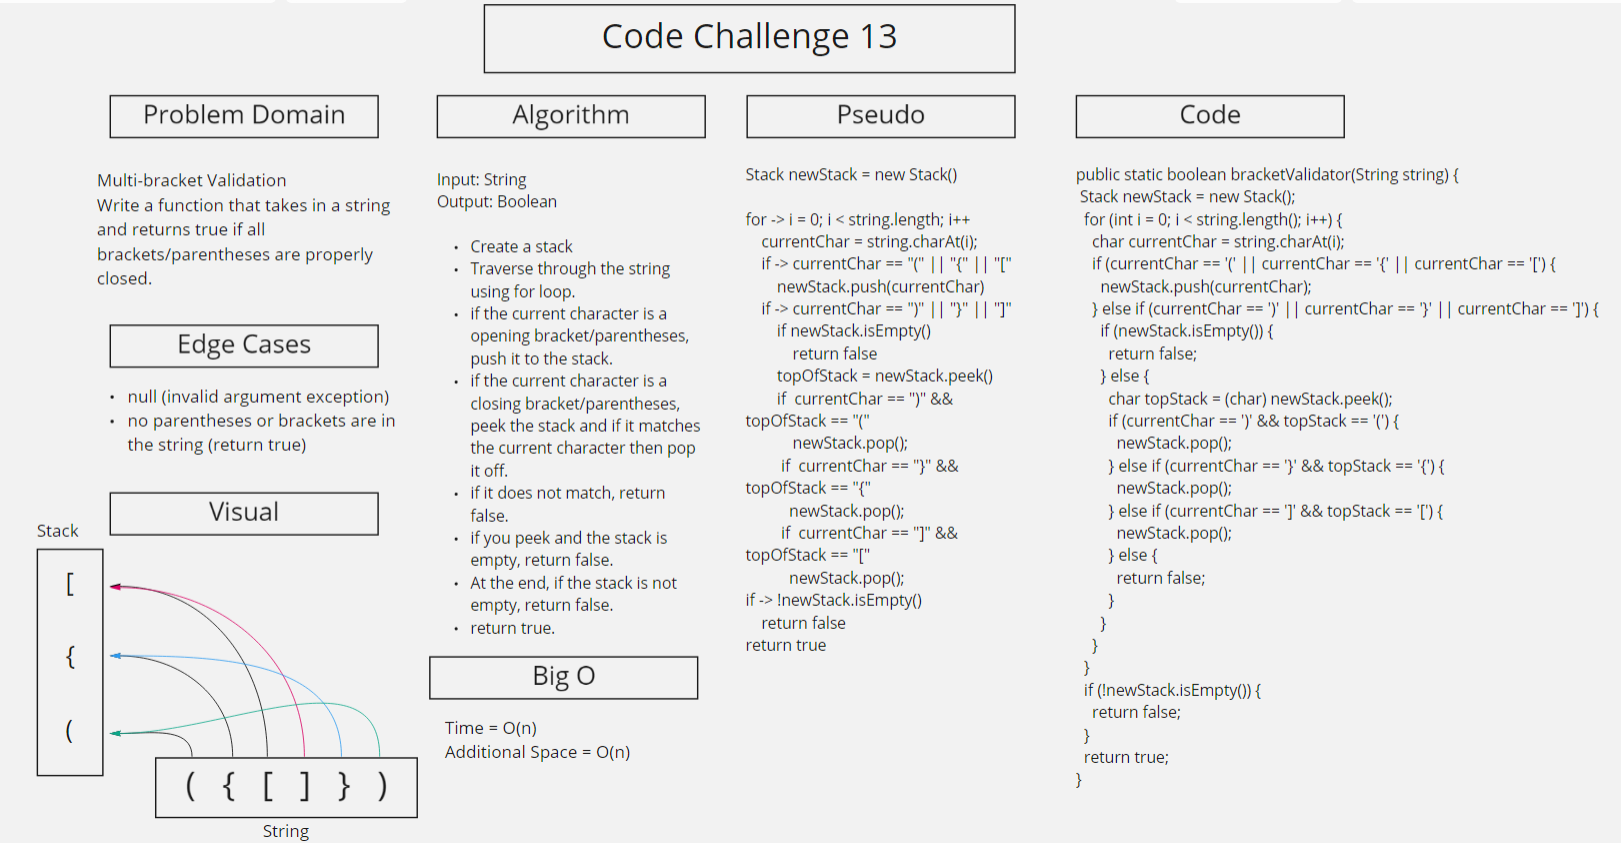 Code Challenge 13
Problem Domain
Multi-bracket Validation
Write a function that takes in a string
and returns true if all
brackets/parentheses are properly
closed.
Edge Cases
• null (invalid argument exception)
• no parentheses or brackets are in
the string (return true)
Visual
Stack
[
{
(
( { [ ] } )
String
Algorithm
Input: String
Output: Boolean
• Create a stack
• Traverse through the string
using for loop.
• if the current character is a
opening bracket/parentheses,
push it to the stack.
• if the current character is a
closing bracket/parentheses,
peek the stack and if it matches
the current character then pop
it off.
• if it does not match, return
false.
• if you peek and the stack is
empty, return false.
• At the end, if the stack is not
empty, return false.
• return true.
Big O
Time = O(n)
Additional Space = O(n)
Pseudo
Stack newStack = new Stack()
for -> i = 0; i < string.length; i++
currentChar = string.charAt(i);
if -> currentChar == "(" || "{" || "["
newStack.push(currentChar)
if -> currentChar == ")" || "}" || "]"
if newStack.isEmpty()
return false
topOfStack = newStack.peek()
if  currentChar == ")" &&
topOfStack == "("
newStack.pop();
if  currentChar == "}" &&
topOfStack == "{"
newStack.pop();
if  currentChar == "]" &&
topOfStack == "["
newStack.pop();
if -> !newStack.isEmpty()
return false
return true
Code
public static boolean bracketValidator(String string) {
Stack newStack = new Stack();
for (int i = 0; i < string.length(); i++) {
char currentChar = string.charAt(i);
if (currentChar == '(' || currentChar == '{' || currentChar == '[') {
newStack.push(currentChar);
} else if (currentChar == ')' || currentChar == '}' || currentChar == ']') {
if (newStack.isEmpty()) {
return false;
} else {
char topStack = (char) newStack.peek();
if (currentChar == ')' && topStack == '(') {
newStack.pop();
} else if (currentChar == '}' && topStack == '{') {
newStack.pop();
} else if (currentChar == ']' && topStack == '[') {
newStack.pop();
} else {
return false;
}
}
}
}
if (!newStack.isEmpty()) {
return false;
}
return true;
}